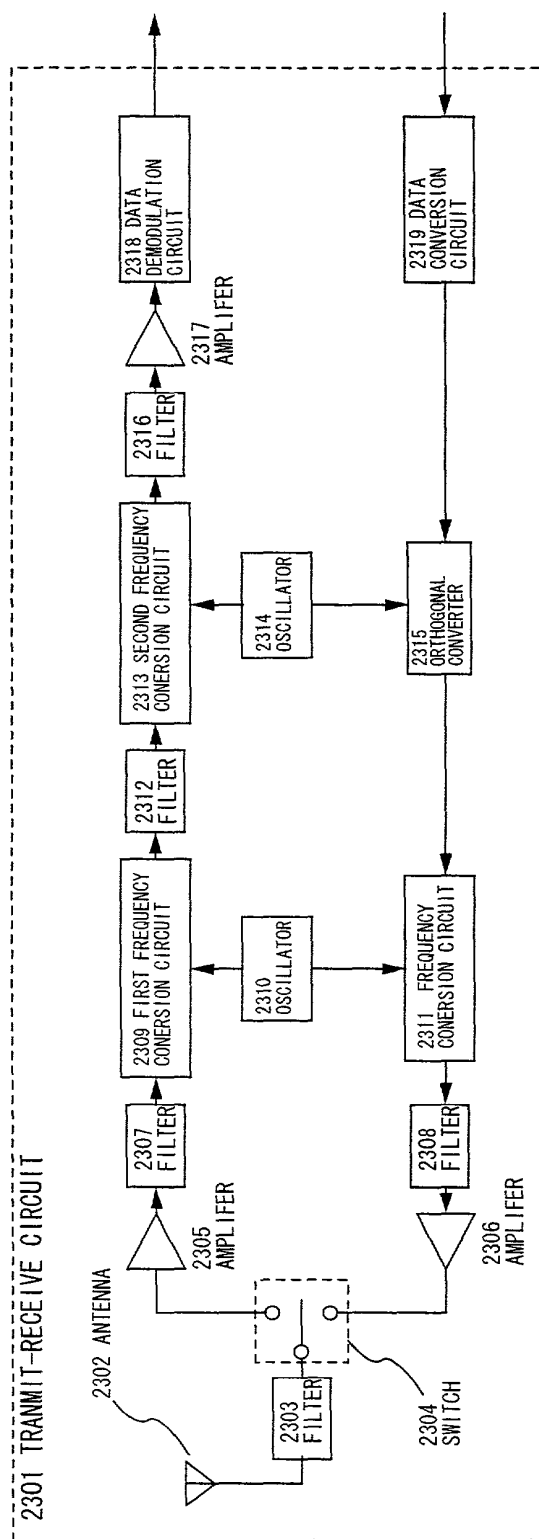 2301 TRANMIT-RECEIVE CIRCUIT
2302 ANTENNA
2303
FILTER
2304
SWITCH
2305
AMPLIFER
2306
AMPLIFER
2307
FILTER
2308
FILTER
2309 FIRST FREQUENCY
CONERSION CIRCUIT
2310
OSCILLATOR
2311 FREQUENCY
CONERSION CIRCUIT
2312
FILTER
2313 SECOND FREQUENCY
CONERSION CIRCUIT
2314
OSCILLATOR
2315
ORTHOGONAL
CONVERTER
2316
FILTER
2317
AMPLIFER
2318 DATA
DEMODULATION
CIRCUIT
2319 DATA
CONVERSION
CIRCUIT